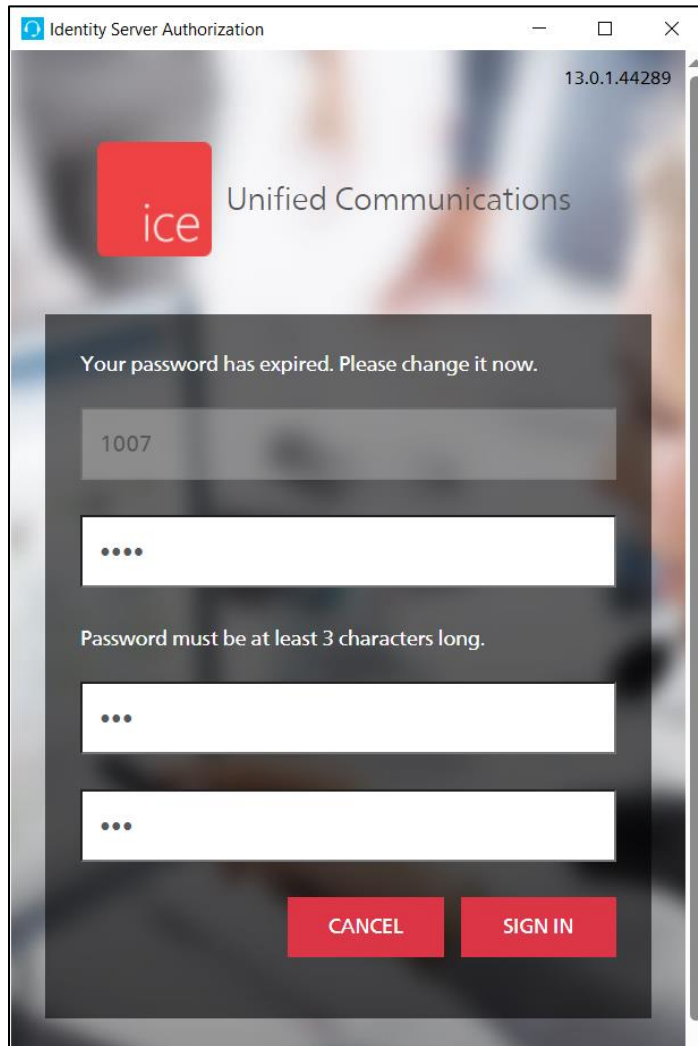 Identity Server Authorization
13.0.1.44289
ice
Unified Communications
Your password has expired. Please change it now.
1007
••••
Password must be at least 3 characters long.
•••
•••
CANCEL SIGN IN